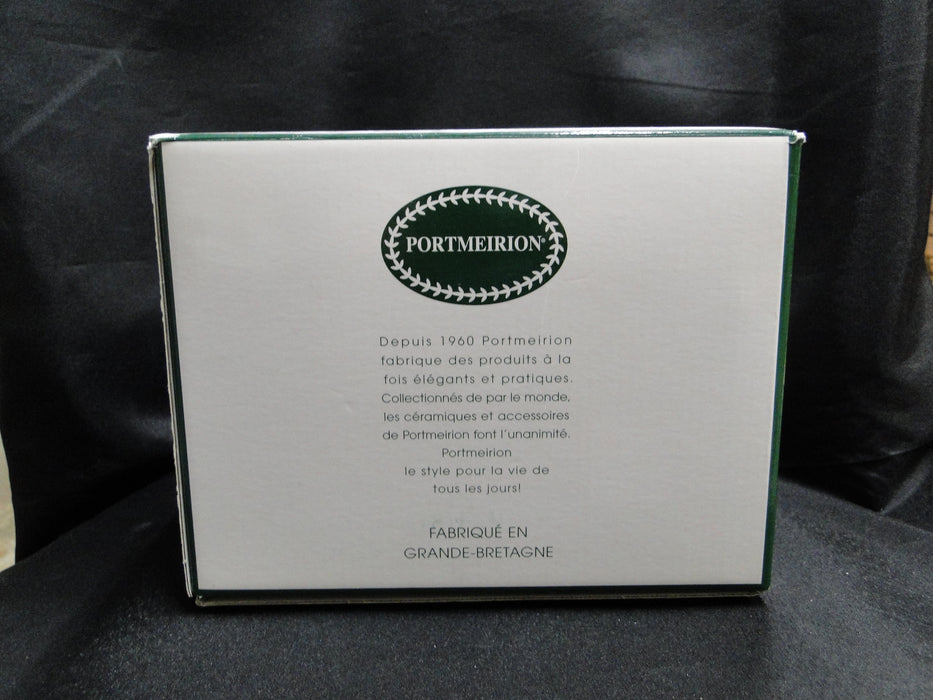 PORTMEIRION®
Depuis 1960 Portmeirion
fabrique des produits à la
fois élégants et pratiques.
Collectionnés de par le monde,
les céramiques et accessoires
de Portmeirion font l'unanimité.
Portmeirion
le style pour la vie de
tous les jours!
FABRIQUÉ EN
GRANDE-BRETAGNE